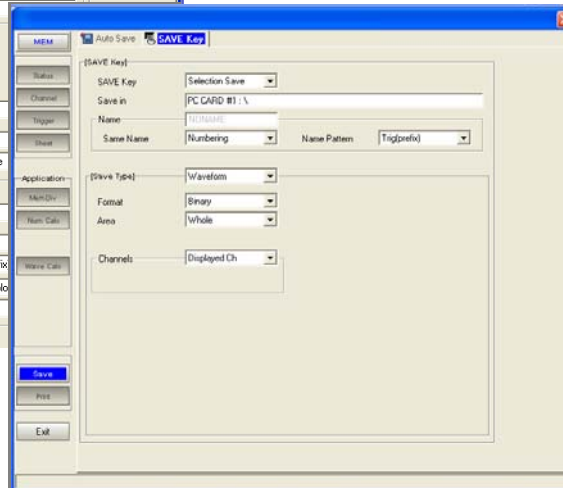 MEM
Auto Save
SAVE Key
Status
Channel
Trigger
Sheet
Application
Mem Div
Num Calc
Wave Calc
Save
Print
Exit
[SAVE Key]
SAVE Key Selection Save
Save in PC CARD #1 : \
Name NONAME
Same Name Numbering Name Pattern Trig(prefix)
[Save Type] Waveform
Format Binary
Area Whole
Channels Displayed Ch